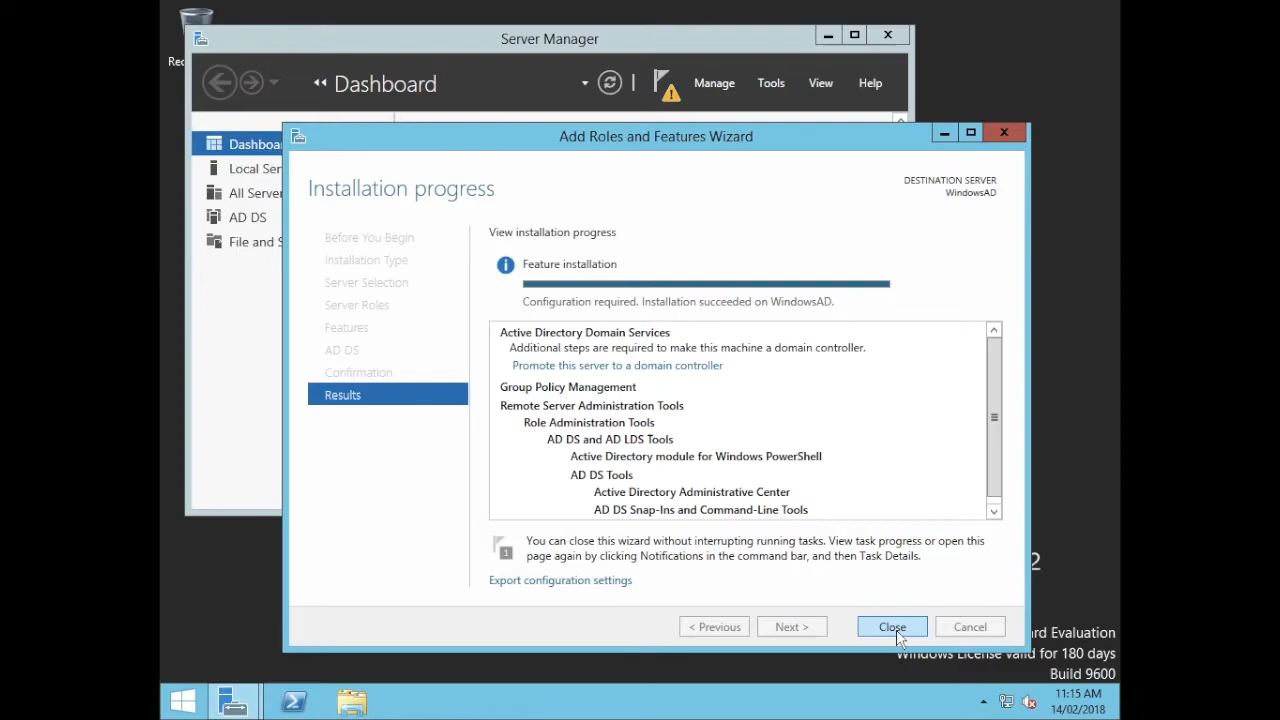 Server Manager
Dashboard
Manage
Tools
View
Help
Add Roles and Features Wizard
Installation progress
DESTINATION SERVER
WindowsAD
Before You Begin
Installation Type
Server Selection
Server Roles
Features
AD DS
Confirmation
Results
View installation progress
Feature installation
Configuration required. Installation succeeded on WindowsAD.
Active Directory Domain Services
Additional steps are required to make this machine a domain controller.
Promote this server to a domain controller
Group Policy Management
Remote Server Administration Tools
Role Administration Tools
AD DS and AD LDS Tools
Active Directory module for Windows PowerShell
AD DS Tools
Active Directory Administrative Center
AD DS Snap-Ins and Command-Line Tools
1
You can close this wizard without interrupting running tasks. View task progress or open this
page again by clicking Notifications in the command bar, and then Task Details.
Export configuration settings
< Previous
Next >
Close
Cancel
Rec
Dashboa
Local Ser
All Server
AD DS
File and S
2
rd Evaluation
Windows License valid for 180 days
Build 9600
11:15 AM
14/02/2018